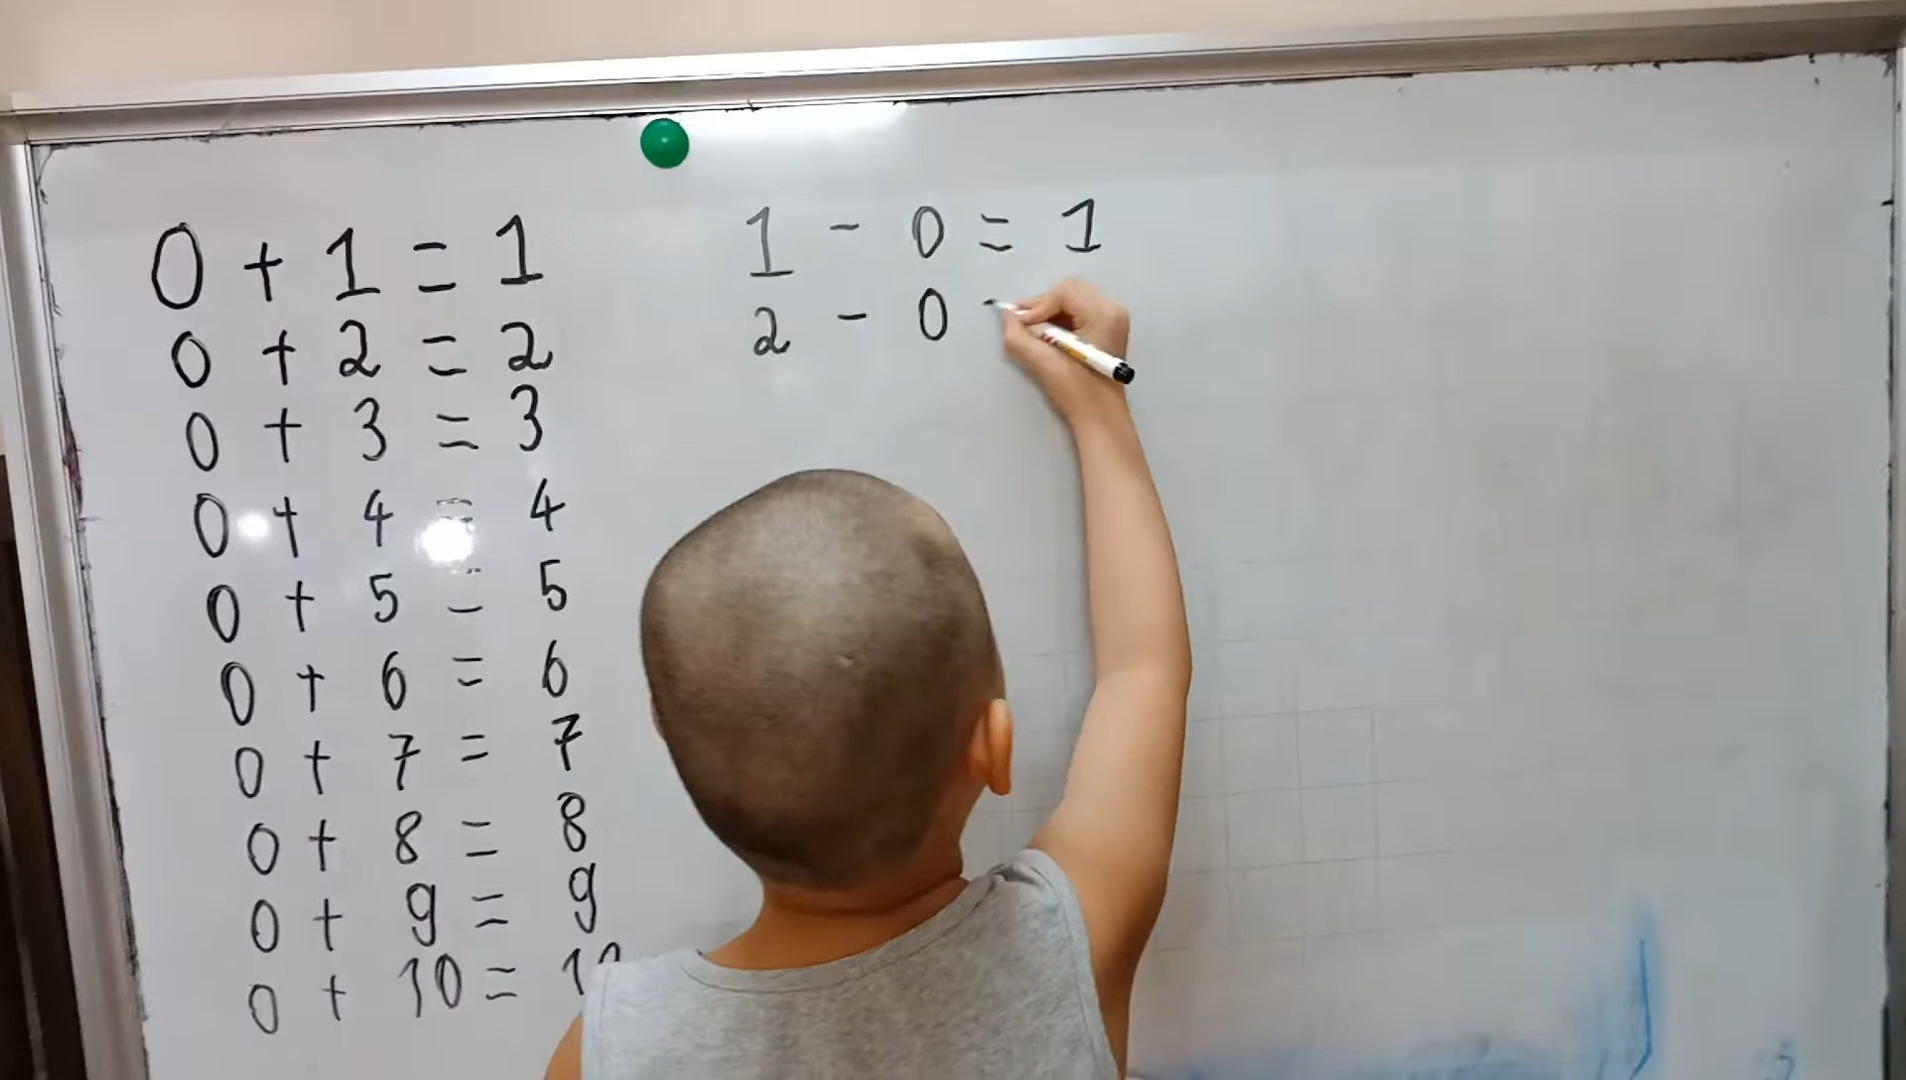 0 + 1 = 1
0 + 2 = 2
0 + 3 = 3
0 + 4 = 4
0 + 5 = 5
0 + 6 = 6
0 + 7 = 7
0 + 8 = 8
0 + 9 = 9
0 + 10 = 10
1 - 0 = 1
2 - 0